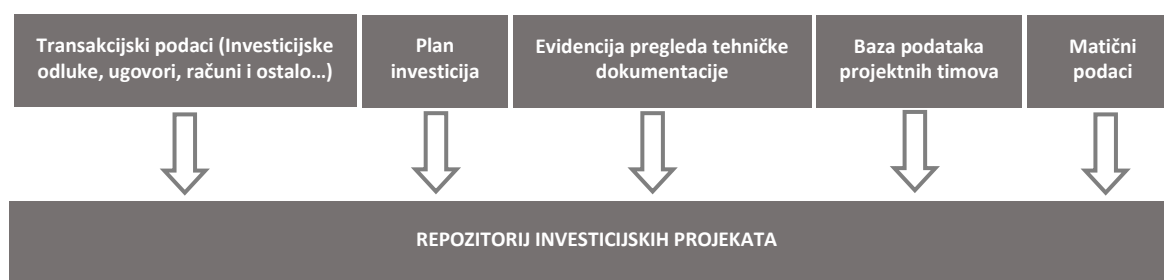 Transakcijski podaci (Investicijske
odluke, ugovori, računi i ostalo...)
Plan
investicija
Evidencija pregleda tehničke
dokumentacije
Baza podataka
projektnih timova
Matični
podaci
REPOZITORIJ INVESTICIJSKIH PROJEKATA